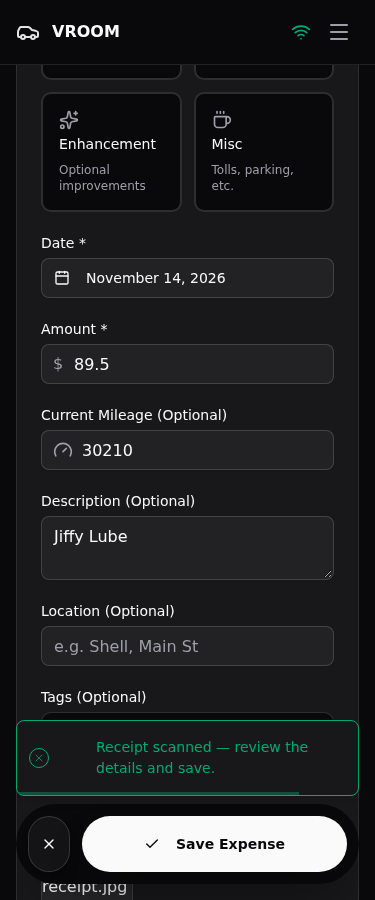 VROOM
Enhancement
Optional
improvements
Misc
Tolls, parking,
etc.
Date *
November 14, 2026
Amount *
$ 89.5
Current Mileage (Optional)
30210
Description (Optional)
Jiffy Lube
Location (Optional)
e.g. Shell, Main St
Tags (Optional)
Receipt scanned — review the
details and save.
Save Expense
receipt.jpg